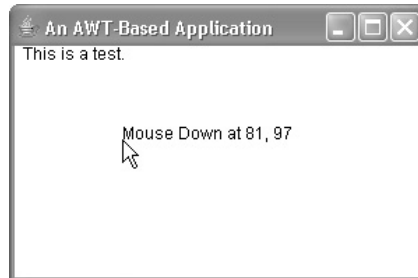 An AWT-Based Application
This is a test.
Mouse Down at 81, 97